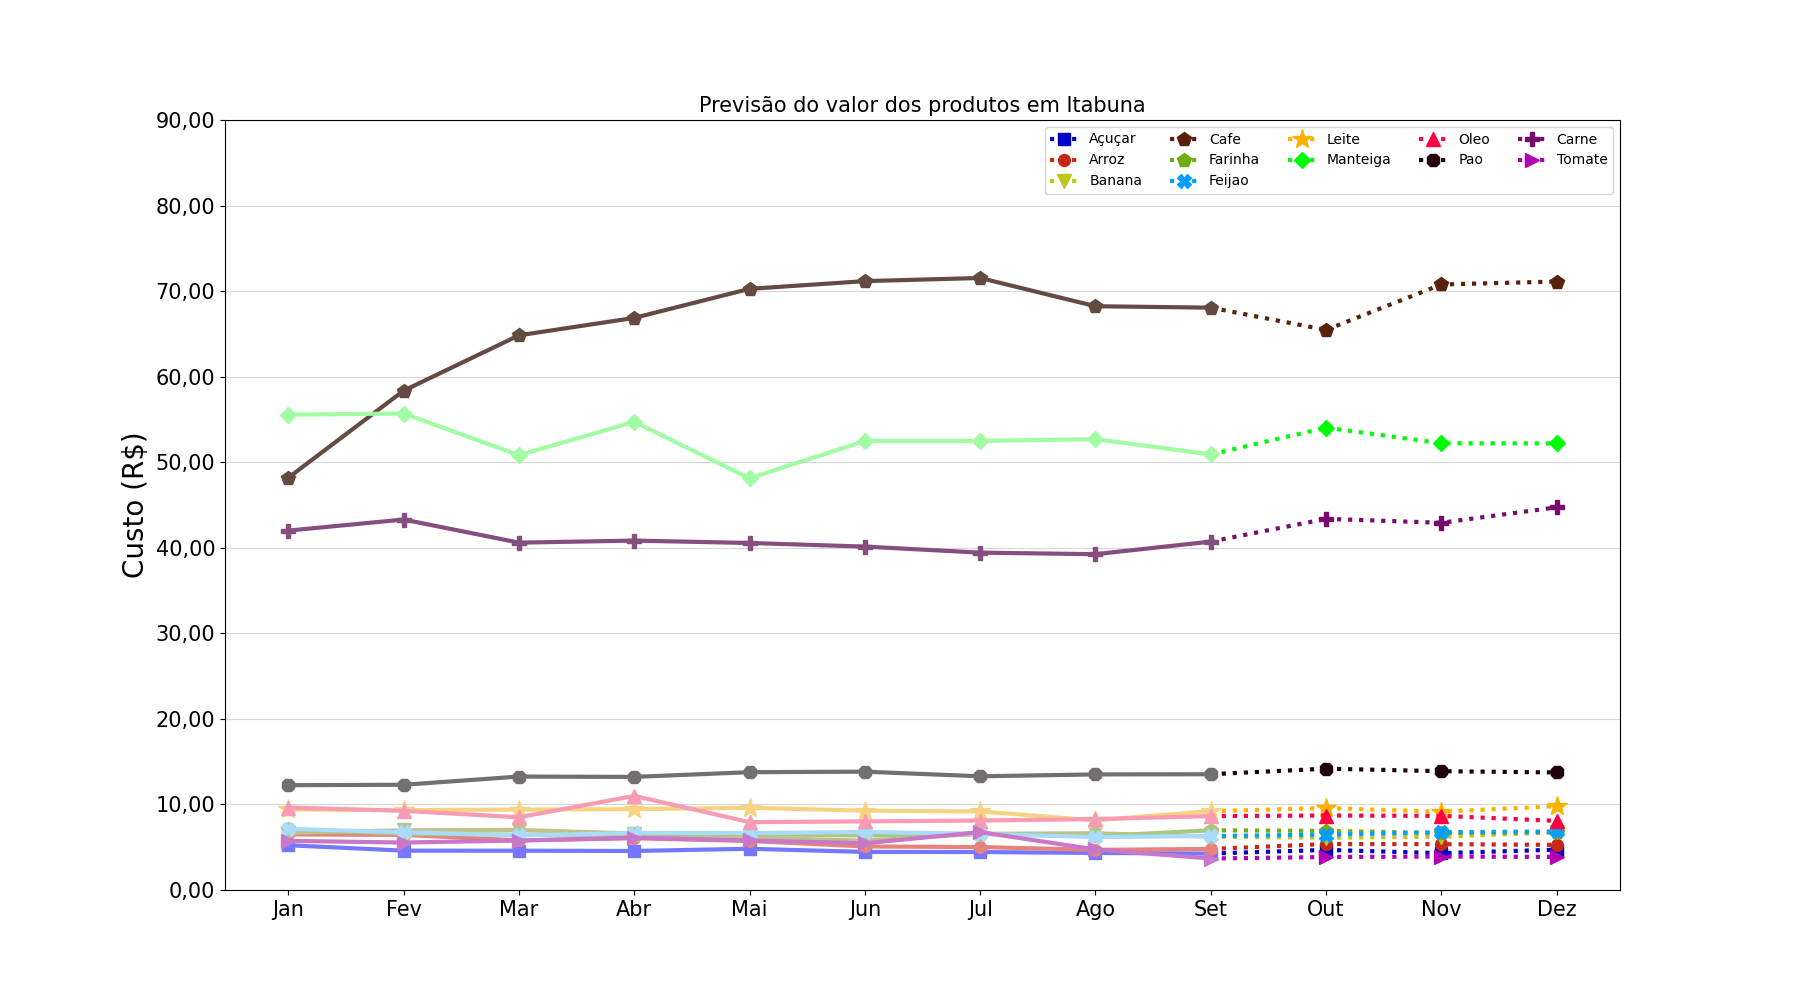 Previsão do valor dos produtos em Itabuna
90,00
80,00
70,00
60,00
50,00
40,00
30,00
20,00
10,00
0,00
Custo (R$)
Açuçar Cafe Leite Oleo Carne
Arroz Farinha Manteiga Pao Tomate
Banana Feijao
Jan Fev Mar Abr Mai Jun Jul Ago Set Out Nov Dez